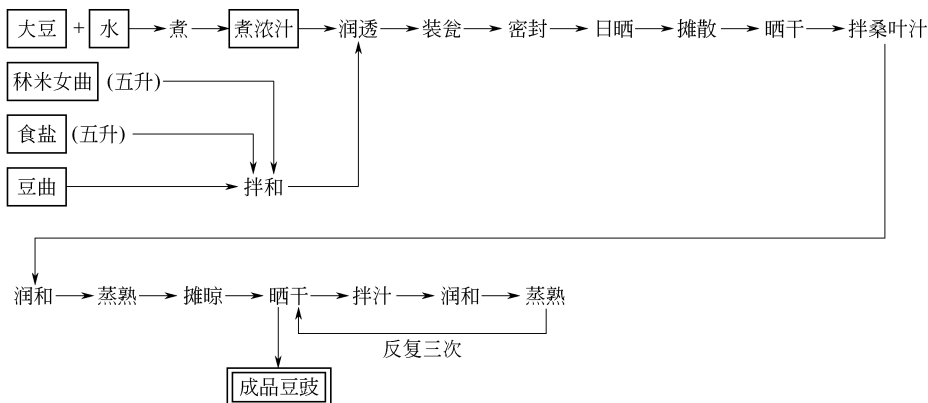 大豆 + 水 煮 煮浓汁 润透 装瓮 密封 日晒 摊散 晒干 拌桑叶汁
秫米女曲 (五升)
食盐 (五升)
豆曲 拌和
润和 蒸熟 摊晾 晒干 拌汁 润和 蒸熟
反复三次
成品豆豉